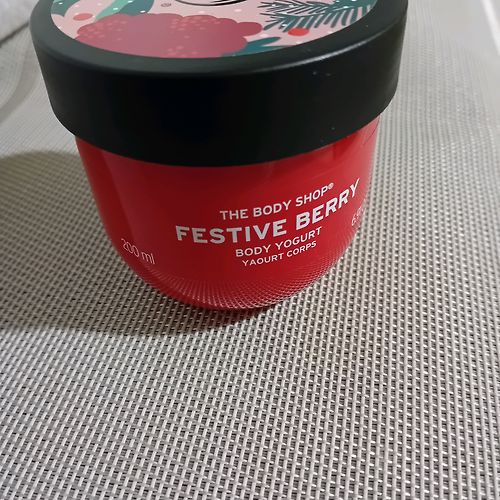 THE BODY SHOP®
FESTIVE BERRY
BODY YOGURT
YAOURT CORPS
200 ml